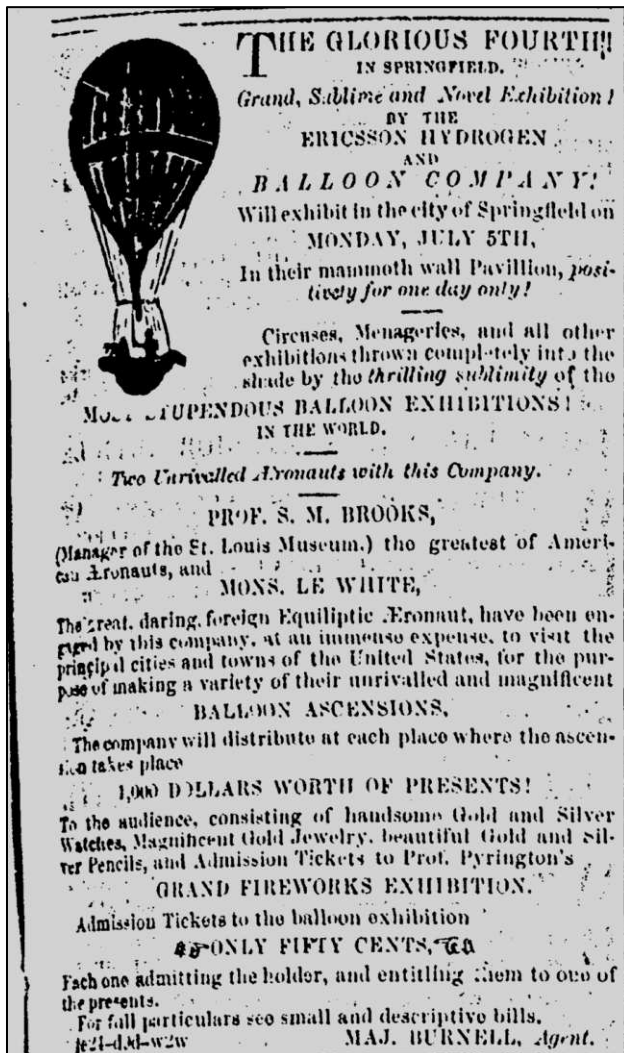 THE GLORIOUS FOURTH!!
IN SPRINGFIELD.
Grand, Sublime and Novel Exhibition!
BY THE
ERICSSON HYDROGEN
AND
BALLOON COMPANY!
Will exhibit in the city of Springfield on
MONDAY, JULY 5TH,
In their mammoth wall Pavillion, posi-
tively for one day only!
Circuses, Menageries, and all other
exhibitions thrown completely into the
shade by the thrilling sublimity of the
MOST STUPENDOUS BALLOON EXHIBITIONS!
IN THE WORLD.
Two Unrivalled Æronauts with this Company.
PROF. S. M. BROOKS,
(Manager of the St. Louis Museum.) the greatest of Ameri-
can Æronauts, and
MONS. LE WHITE,
The great, daring, foreign Equiliptic Æronaut, have been en-
gaged by this company, at an immense expense, to visit the
principal cities and towns of the United States, for the pur-
pose of making a variety of their unrivalled and magnificent
BALLOON ASCENSIONS.
The company will distribute at each place where the ascen-
tion takes place
1,000 DOLLARS WORTH OF PRESENTS!
To the audience, consisting of handsome Gold and Silver
Watches, Magnificent Gold Jewelry, beautiful Gold and Sil-
ver Pencils, and Admission Tickets to Prof. Pyrington's
GRAND FIREWORKS EXHIBITION.
Admission Tickets to the balloon exhibition
ONLY FIFTY CENTS,
Each one admitting the holder, and entitling them to one of
the presents.
For full particulars see small and descriptive bills.
MAJ. BURNELL, Agent.